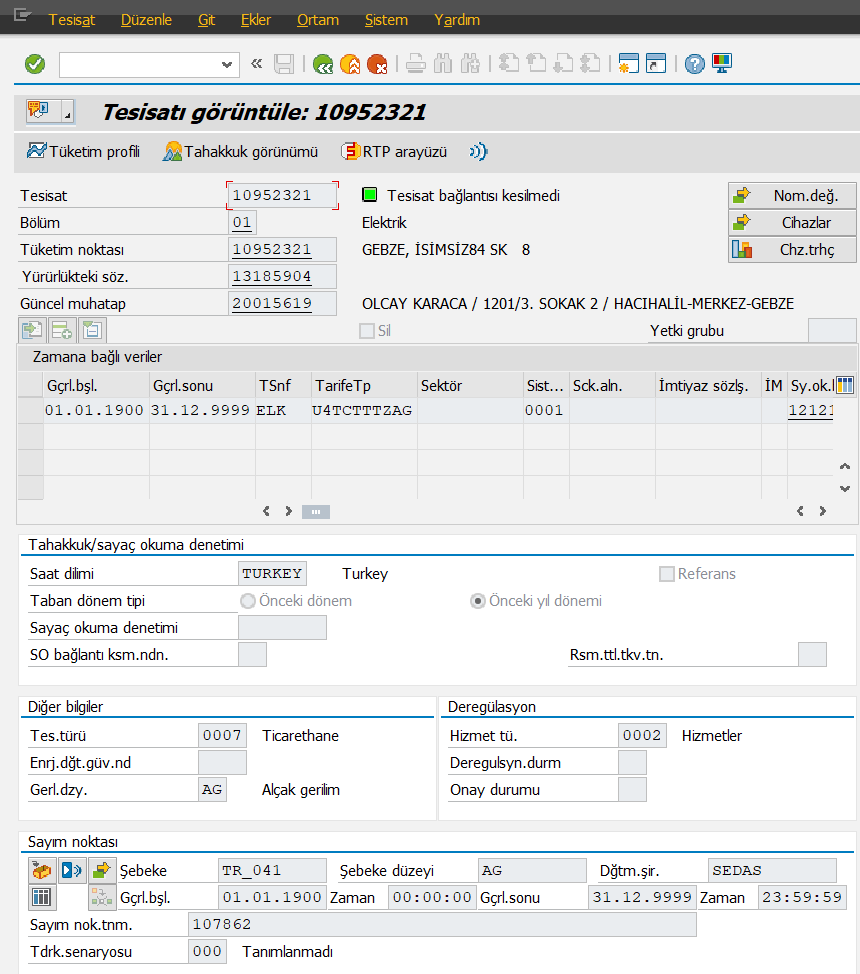 Tesisat Düzenle Git Ekler Ortam Sistem Yardım
Tesisatı görüntüle: 10952321
Tüketim profili Tahakkuk görünümü RTP arayüzü
Tesisat 10952321 Tesisat bağlantısı kesilmedi Nom.değ.
Bölüm 01 Elektrik Cihazlar
Tüketim noktası 10952321 GEBZE, İSİMSİZ84 SK 8 Chz.trhç
Yürürlükteki söz. 13185904
Güncel muhatap 20015619 OLCAY KARACA / 1201/3. SOKAK 2 / HACIHALİL-MERKEZ-GEBZE
Sil Yetki grubu
Zamana bağlı veriler
Gçrl.bşl. Gçrl.sonu TSnf TarifeTp Sektör Sist... Sck.aln. İmtiyaz sözlş. İM Sy.ok.
01.01.1900 31.12.9999 ELK U4TCTTTZAG 0001 12121
Tahakkuk/sayaç okuma denetimi
Saat dilimi TURKEY Turkey Referans
Taban dönem tipi Önceki dönem Önceki yıl dönemi
Sayaç okuma denetimi
SO bağlantı ksm.ndn. Rsm.ttl.tkv.tn.
Diğer bilgiler Deregülasyon
Tes.türü 0007 Ticarethane Hizmet tü. 0002 Hizmetler
Enrj.dğt.güv.nd Deregulsyn.durm
Gerl.dzy. AG Alçak gerilim Onay durumu
Sayım noktası
Şebeke TR_041 Şebeke düzeyi AG Dğtm.şir. SEDAS
Gçrl.bşl. 01.01.1900 Zaman 00:00:00 Gçrl.sonu 31.12.9999 Zaman 23:59:59
Sayım nok.tnm. 107862
Tdrk.senaryosu 000 Tanımlanmadı